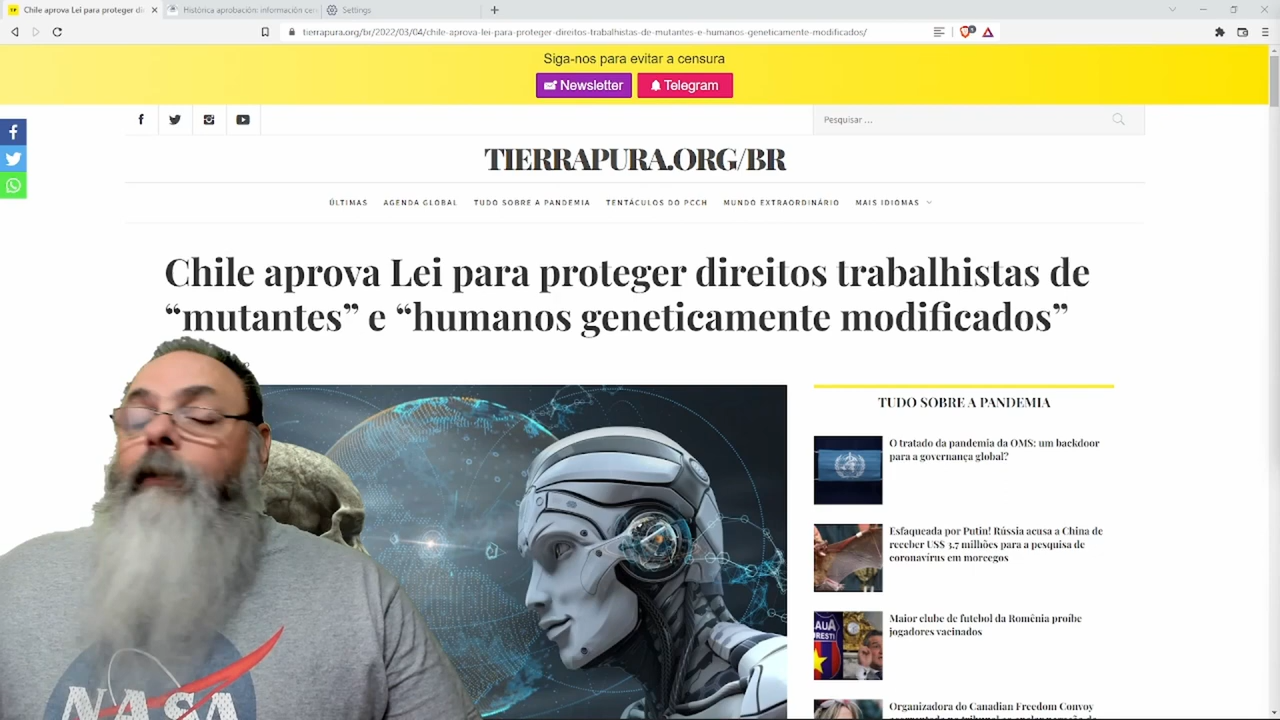 Chile aprova Lei para proteger di
Histórica aprobación: información cen
Settings
tierrapura.org/br/2022/03/04/chile-aprova-lei-para-proteger-direitos-trabalhistas-de-mutantes-e-humanos-geneticamente-modificados/
Siga-nos para evitar a censura
Newsletter
Telegram
Pesquisar ...
TIERRAPURA.ORG/BR
ÚLTIMAS AGENDA GLOBAL TUDO SOBRE A PANDEMIA TENTÁCULOS DO PCCH MUNDO EXTRAORDINÁRIO MAIS IDIOMAS
Chile aprova Lei para proteger direitos trabalhistas de
“mutantes” e “humanos geneticamente modificados”
TUDO SOBRE A PANDEMIA
O tratado da pandemia da OMS: um backdoor
para a governança global?
Esfaqueada por Putin! Rússia acusa a China de
receber US$ 3.7 milhões para a pesquisa de
coronavírus em morcegos
Maior clube de futebol da Romênia proíbe
jogadores vacinados
Organizadora do Canadian Freedom Convoy
NASA